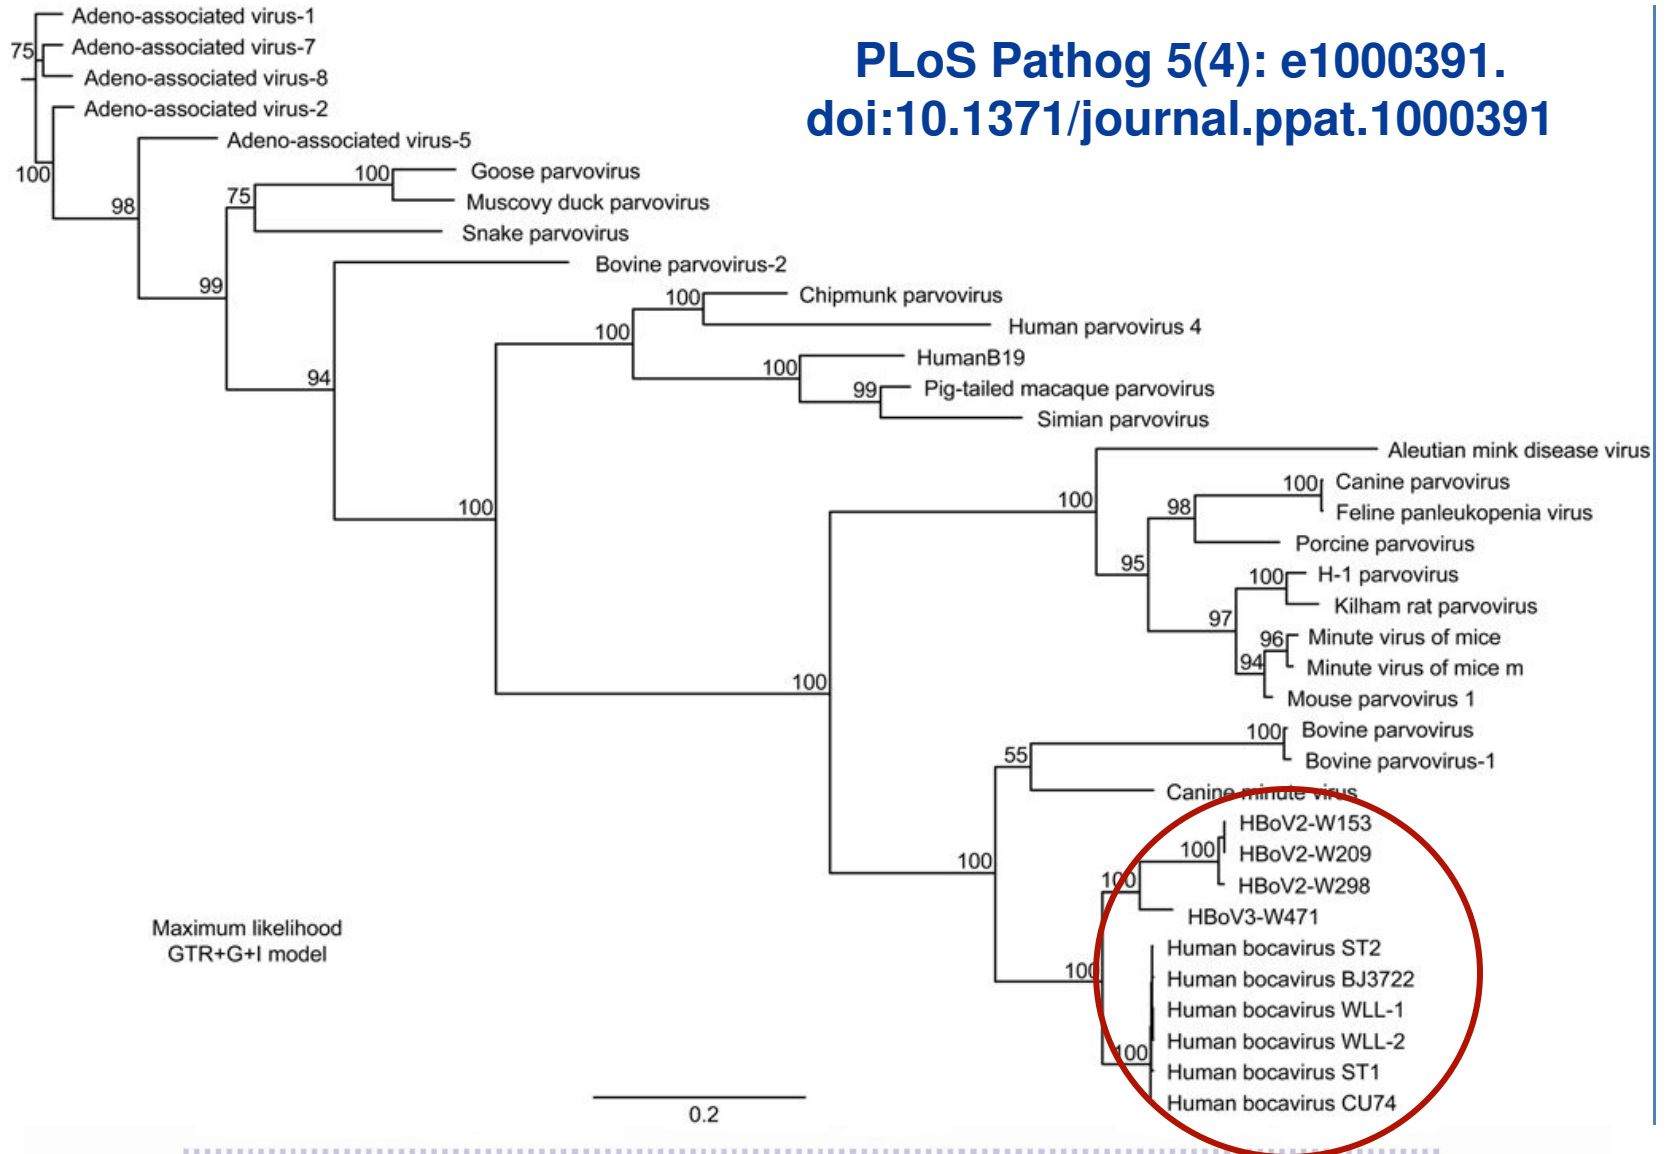 PLoS Pathog 5(4): e1000391.
doi:10.1371/journal.ppat.1000391
Adeno-associated virus-1
75
Adeno-associated virus-7
Adeno-associated virus-8
Adeno-associated virus-2
100
Adeno-associated virus-5
98
Goose parvovirus
100
Muscovy duck parvovirus
75
Snake parvovirus
99
Bovine parvovirus-2
94
Chipmunk parvovirus
100
Human parvovirus 4
100
HumanB19
100
Pig-tailed macaque parvovirus
99
Simian parvovirus
100
Aleutian mink disease virus
100
Canine parvovirus
100
Feline panleukopenia virus
98
Porcine parvovirus
95
H-1 parvovirus
100
Kilham rat parvovirus
97
Minute virus of mice
96
Minute virus of mice m
94
Mouse parvovirus 1
100
Bovine parvovirus
100
Bovine parvovirus-1
55
Canine minute virus
HBoV2-W153
100
HBoV2-W209
100
HBoV2-W298
100
HBoV3-W471
Human bocavirus ST2
100
Human bocavirus BJ3722
Human bocavirus WLL-1
Human bocavirus WLL-2
100
Human bocavirus ST1
Human bocavirus CU74
Maximum likelihood
GTR+G+I model
0.2